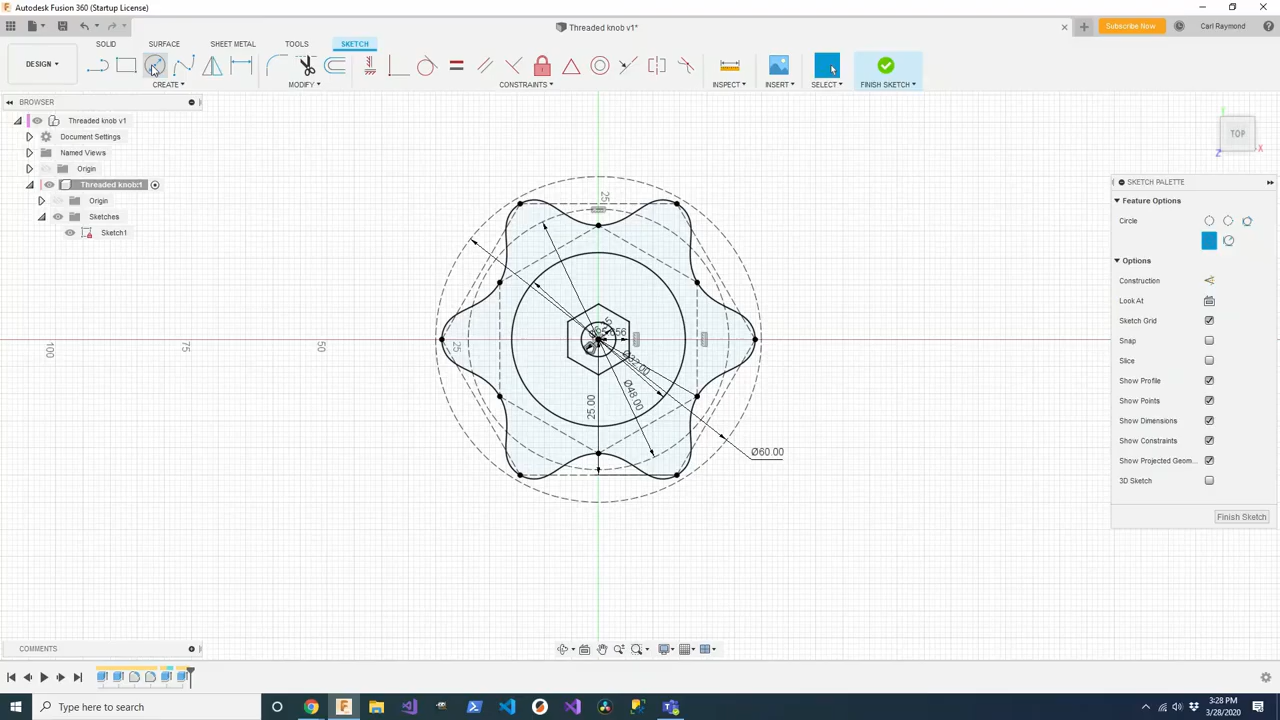 Autodesk Fusion 360 (Startup License)
Threaded knob v1*
Subscribe Now
Carl Raymond
DESIGN
SOLID
SURFACE
SHEET METAL
TOOLS
SKETCH
CREATE
MODIFY
CONSTRAINTS
INSPECT
INSERT
SELECT
FINISH SKETCH
BROWSER
Threaded knob v1
Document Settings
Named Views
Origin
Threaded knob:1
Origin
Sketches
Sketch1
TOP
X
Y
Z
100
75
50
25
25
25.00
Ø32.00
Ø48.00
Ø60.00
SKETCH PALETTE
Feature Options
Circle
Options
Construction
Look At
Sketch Grid
Snap
Slice
Show Profile
Show Points
Show Dimensions
Show Constraints
Show Projected Geom...
3D Sketch
Finish Sketch
COMMENTS
Type here to search
3:28 PM
3/28/2020